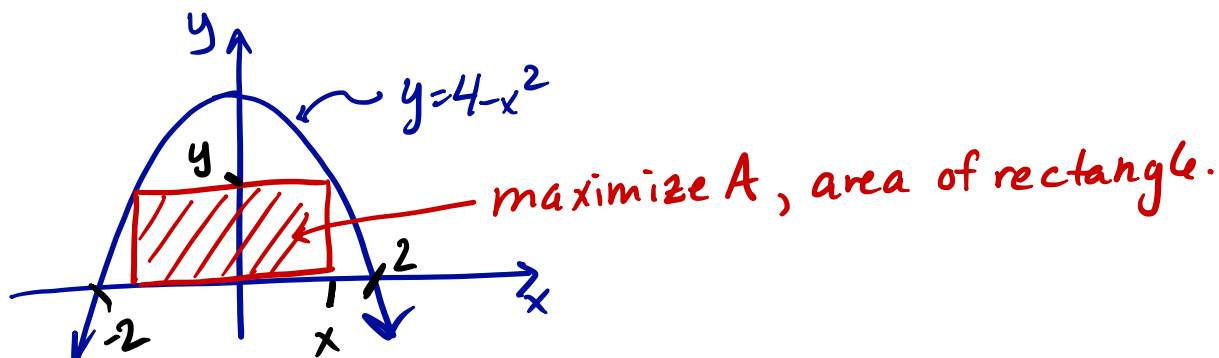 y
y=4-x²
y
maximize A, area of rectangle.
2
x
-2
x